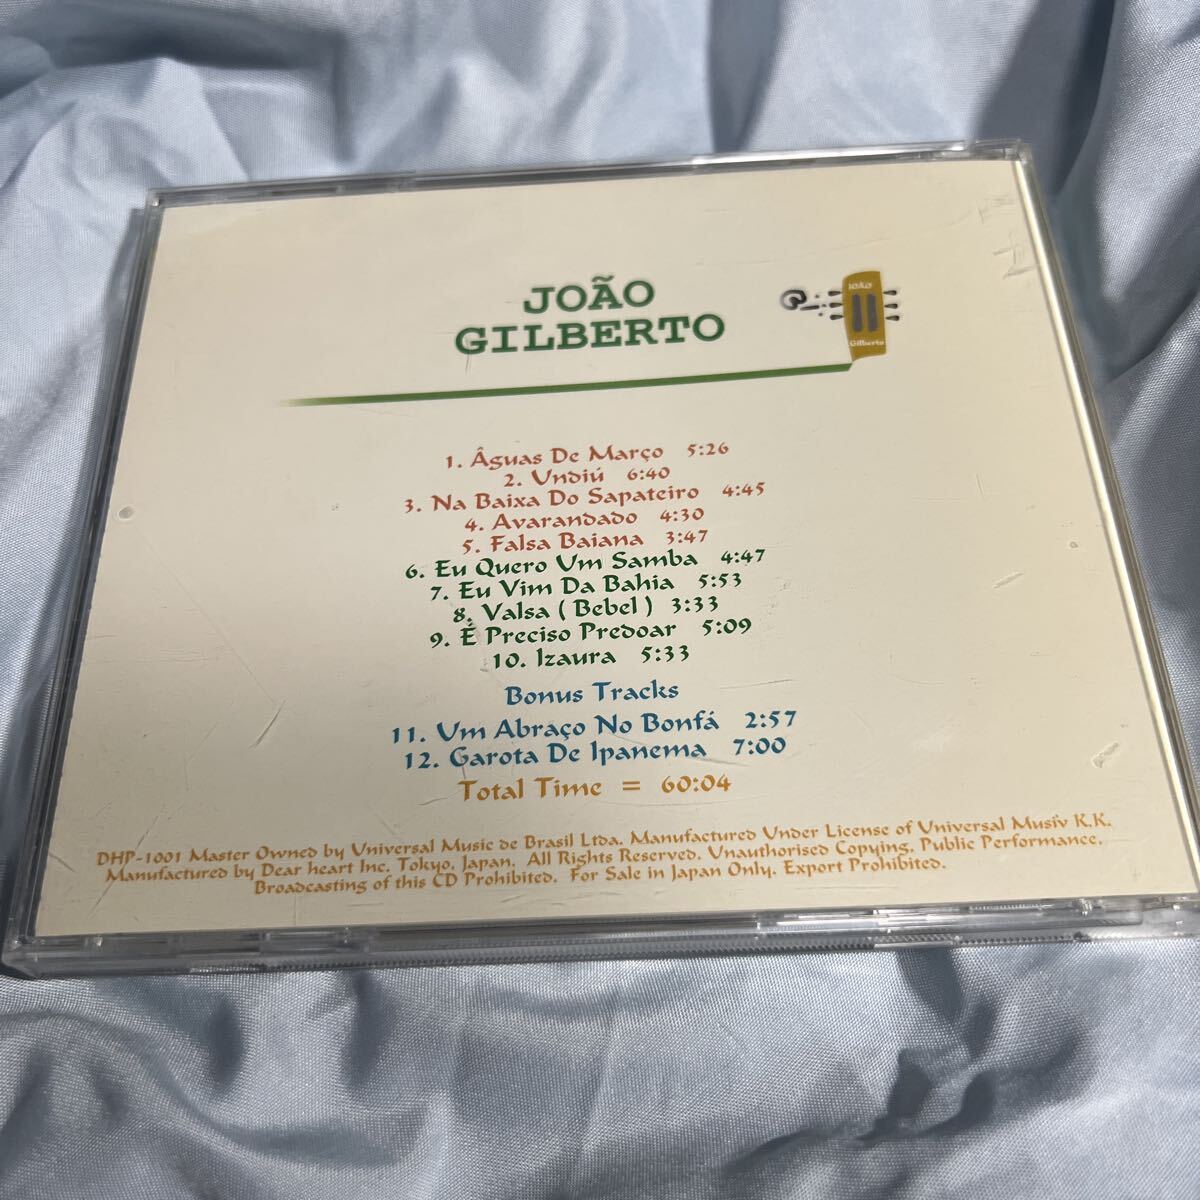 JOÃO
GILBERTO
JOÃO
Gilberto
1. Âguas De Março 5:26
2. Undiú 6:40
3. Na Baixa Do Sapateiro 4:45
4. Avarandado 4:30
5. Falsa Baiana 3:47
6. Eu Quero Um Samba 4:47
7. Eu Vim Da Bahia 5:53
8. Valsa ( Bebel ) 3:33
9. É Preciso Predoar 5:09
10. Izaura 5:33
Bonus Tracks
11. Um Abraço No Bonfá 2:57
12. Garota De Ipanema 7:00
Total Time = 60:04
DHP-1001 Master Owned by Universal Music de Brasil Ltda. Manufactured Under License of Universal Musiv K.K.
Manufactured by Dear heart Inc. Tokyo, Japan. All Rights Reserved. Unauthorised Copying, Public Performance,
Broadcasting of this CD Prohibited. For Sale in Japan Only. Export Prohibited.